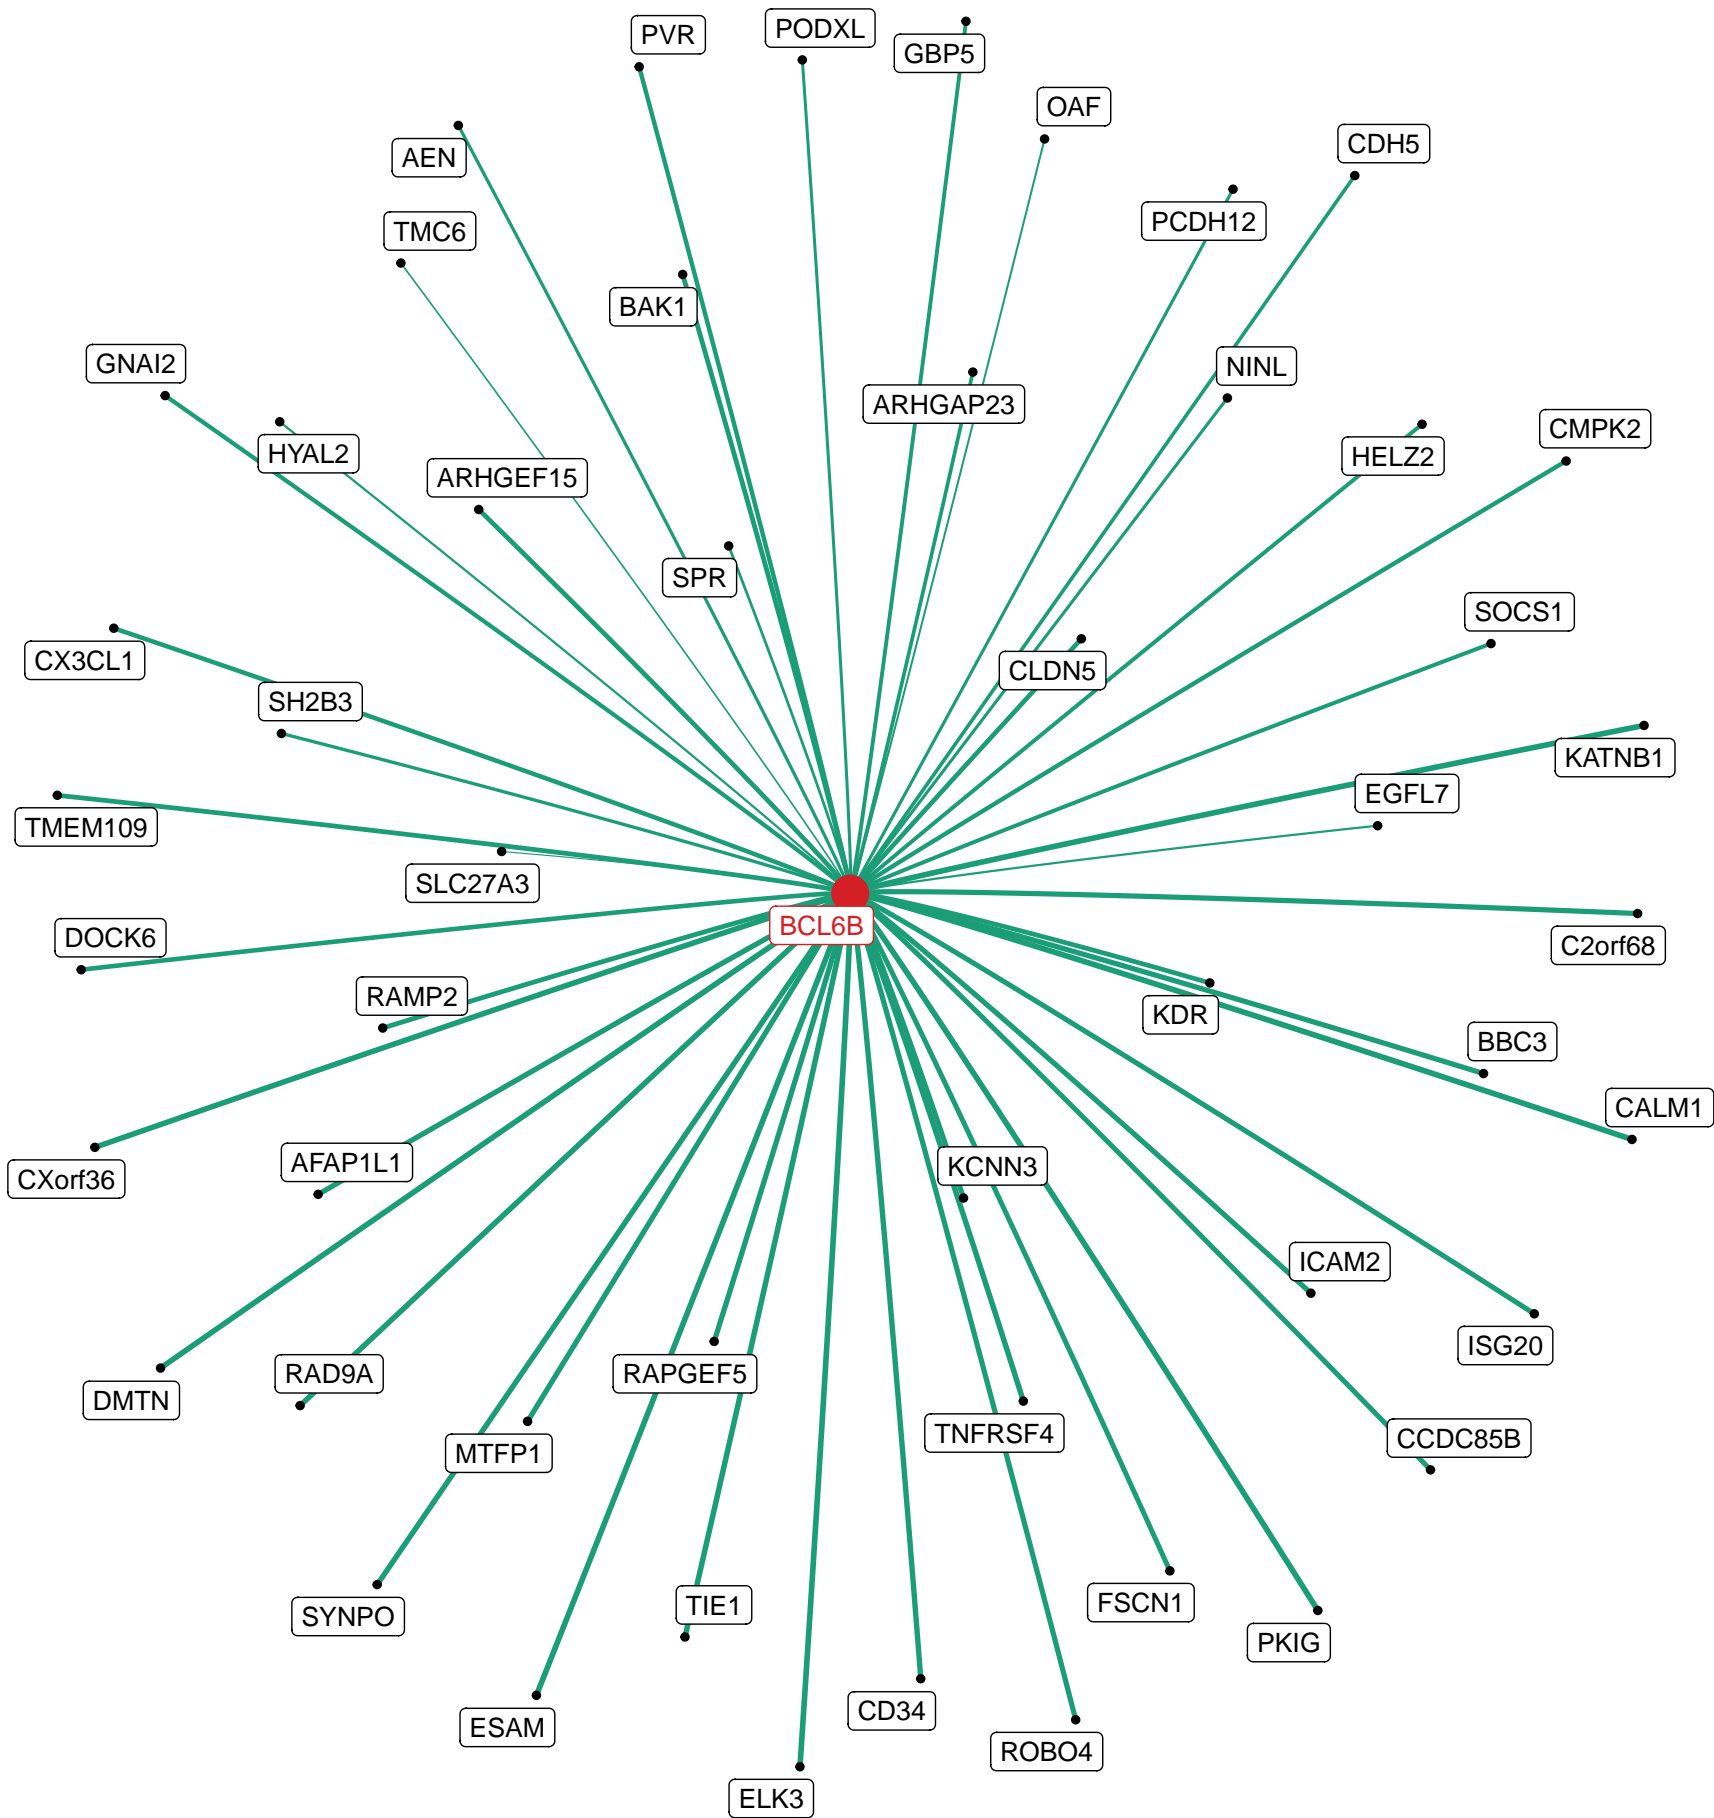 PODXL
PVR
GBP5
OAF
CDH5
AEN
PCDH12
TMC6
BAK1
GNAI2
NINL
ARHGAP23
CMPK2
HYAL2
HELZ2
ARHGEF15
SPR
SOCS1
CX3CL1
CLDN5
SH2B3
KATNB1
EGFL7
TMEM109
SLC27A3
BCL6B
DOCK6
C2orf68
RAMP2
KDR
BBC3
CALM1
AFAP1L1
KCNN3
CXorf36
ICAM2
ISG20
RAD9A
RAPGEF5
DMTN
TNFRSF4
CCDC85B
MTFP1
FSCN1
TIE1
SYNPO
PKIG
CD34
ESAM
ROBO4
ELK3